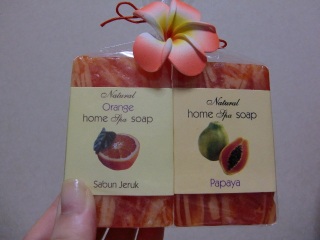 Natural
Orange
home Spa soap
Sabun Jeruk
Natural
home Spa soap
Papaya